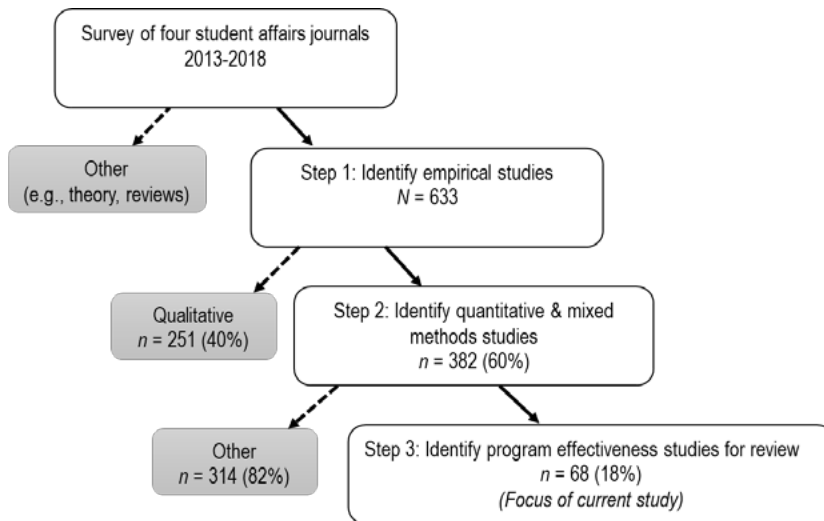 Survey of four student affairs journals
2013-2018
Other
(e.g., theory, reviews)
Step 1: Identify empirical studies
N = 633
Qualitative
n = 251 (40%)
Step 2: Identify quantitative & mixed
methods studies
n = 382 (60%)
Other
n = 314 (82%)
Step 3: Identify program effectiveness studies for review
n = 68 (18%)
(Focus of current study)